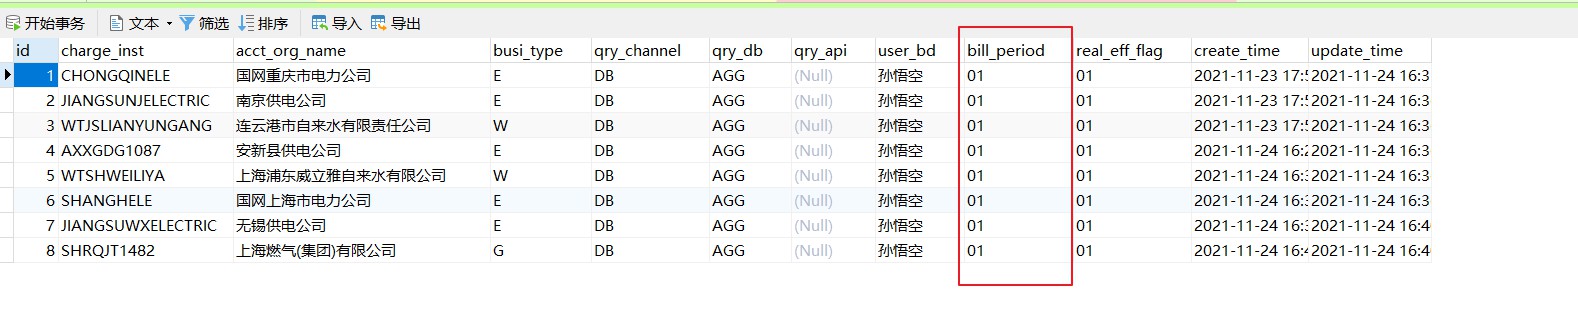 开始事务 文本 筛选 排序 导入 导出
id charge_inst acct_org_name busi_type qry_channel qry_db qry_api user_bd bill_period real_eff_flag create_time update_time
1 CHONGQINELE 国网重庆市电力公司 E DB AGG (Null) 孙悟空 01 01 2021-11-23 17:5 2021-11-24 16:3
2 JIANGSUNJELECTRIC 南京供电公司 E DB AGG (Null) 孙悟空 01 01 2021-11-23 17:5 2021-11-24 16:3
3 WTJSLIANYUNGANG 连云港市自来水有限责任公司 W DB AGG (Null) 孙悟空 01 01 2021-11-23 17:5 2021-11-24 16:3
4 AXXGDG1087 安新县供电公司 E DB AGG (Null) 孙悟空 01 01 2021-11-24 16:2 2021-11-24 16:3
5 WTSHWEILIYA 上海浦东威立雅自来水有限公司 W DB AGG (Null) 孙悟空 01 01 2021-11-24 16:3 2021-11-24 16:3
6 SHANGHELE 国网上海市电力公司 E DB AGG (Null) 孙悟空 01 01 2021-11-24 16:3 2021-11-24 16:3
7 JIANGSUWXELECTRIC 无锡供电公司 E DB AGG (Null) 孙悟空 01 01 2021-11-24 16:3 2021-11-24 16:4
8 SHRQJT1482 上海燃气(集团)有限公司 G DB AGG (Null) 孙悟空 01 01 2021-11-24 16:4 2021-11-24 16:4